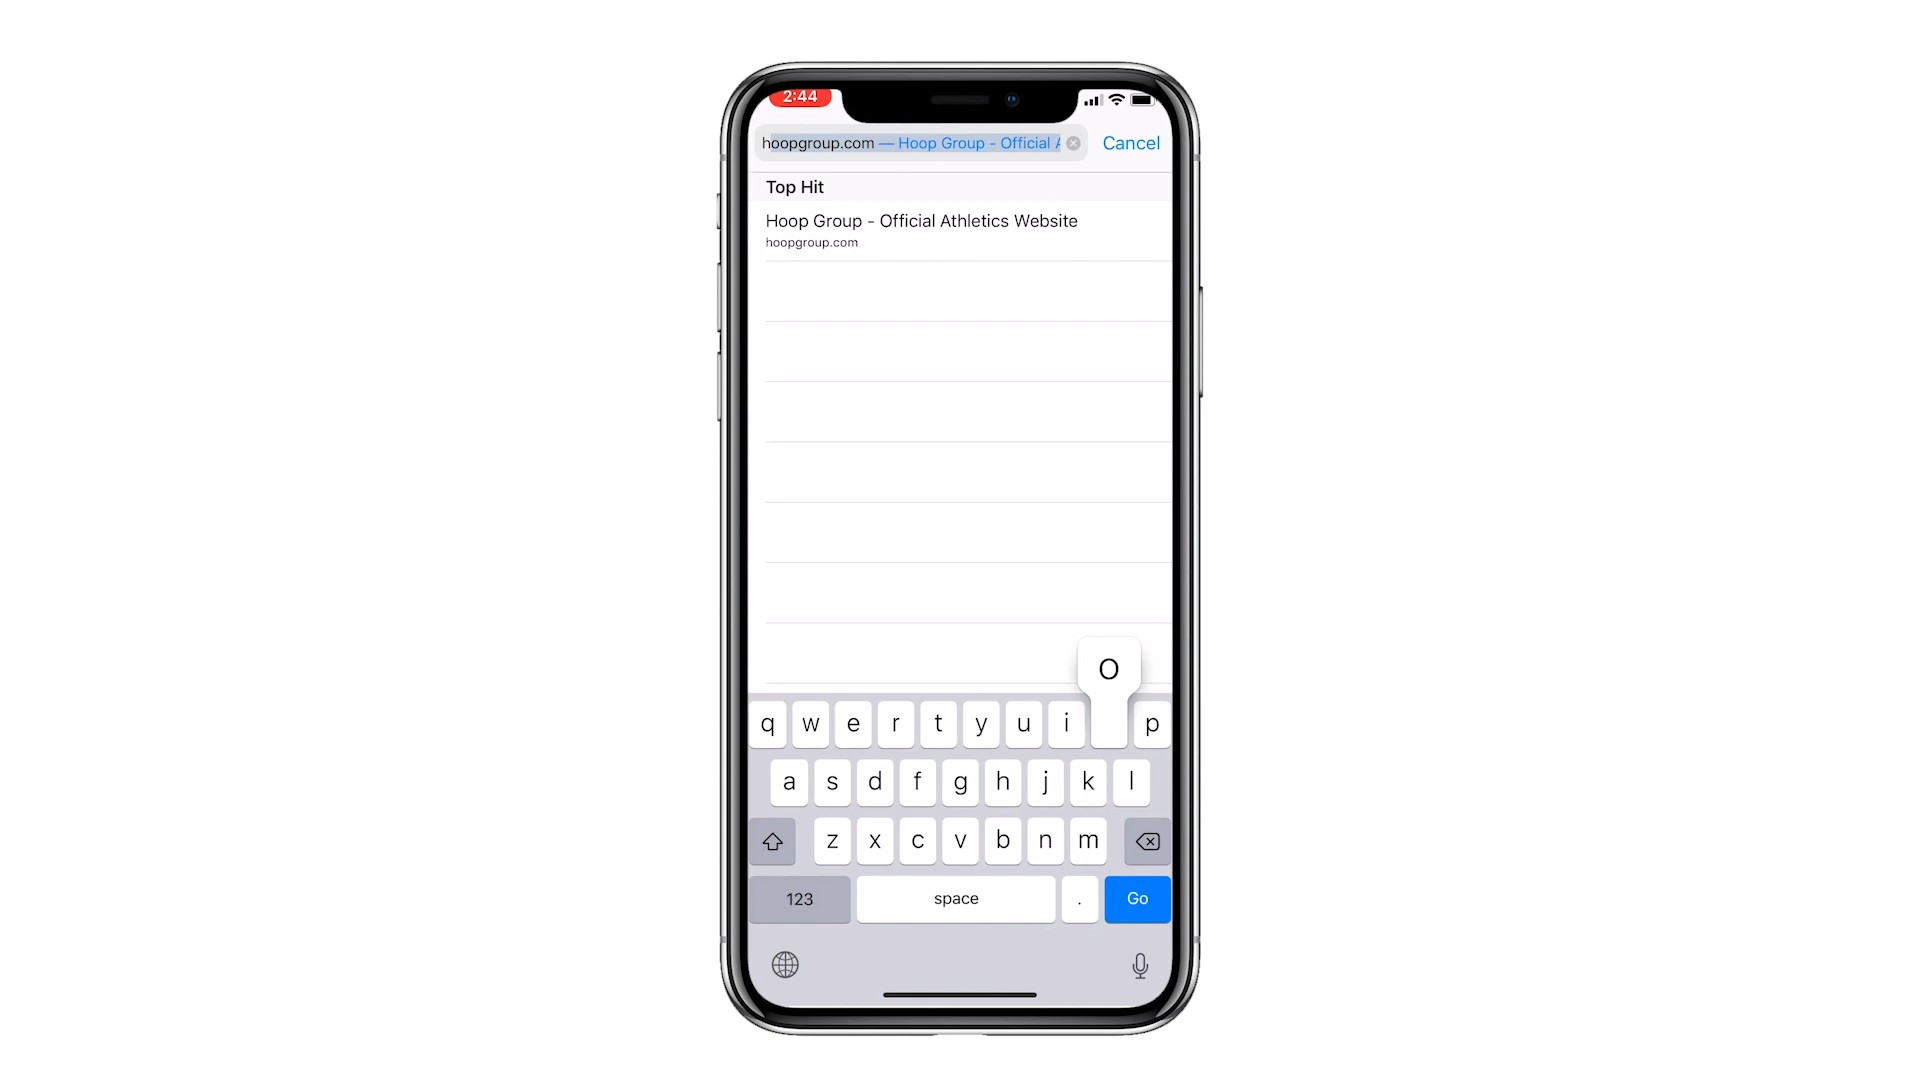 2:44
hoopgroup.com — Hoop Group - Official A
Cancel
Top Hit
Hoop Group - Official Athletics Website
hoopgroup.com
O
q w e r t y u i p
a s d f g h j k l
z x c v b n m
123 space . Go